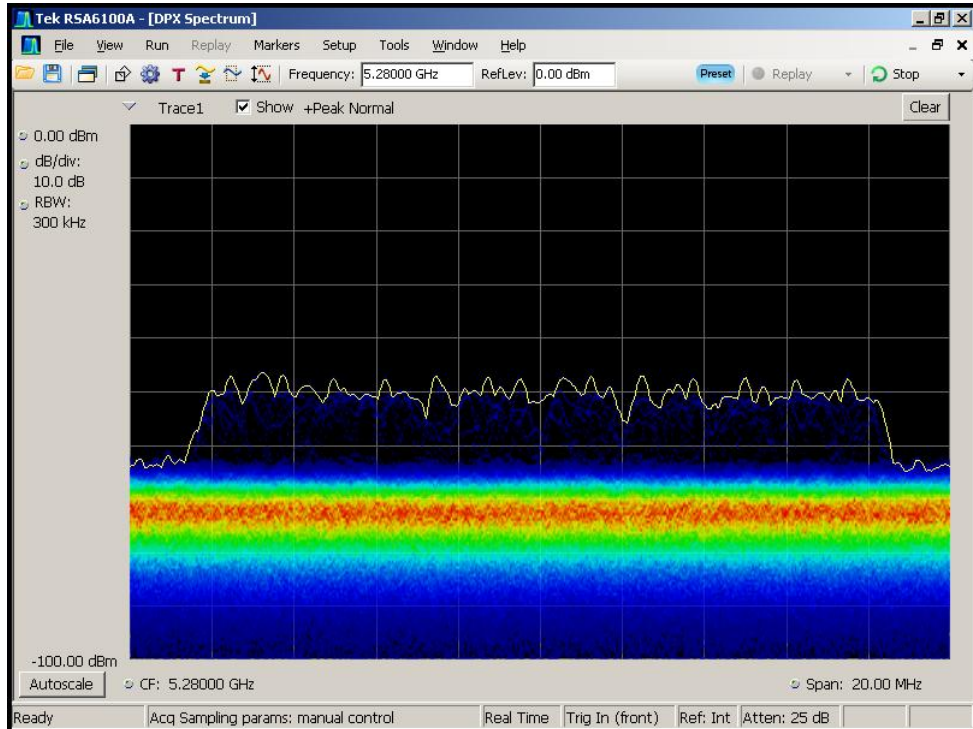 Tek RSA6100A - [DPX Spectrum]
File View Run Replay Markers Setup Tools Window Help
T Frequency: 5.28000 GHz RefLev: 0.00 dBm Preset Replay Stop
Trace1 Show +Peak Normal Clear
0.00 dBm
dB/div:
10.0 dB
RBW:
300 kHz
-100.00 dBm
Autoscale CF: 5.28000 GHz Span: 20.00 MHz
Ready Acq Sampling params: manual control Real Time Trig In (front) Ref: Int Atten: 25 dB